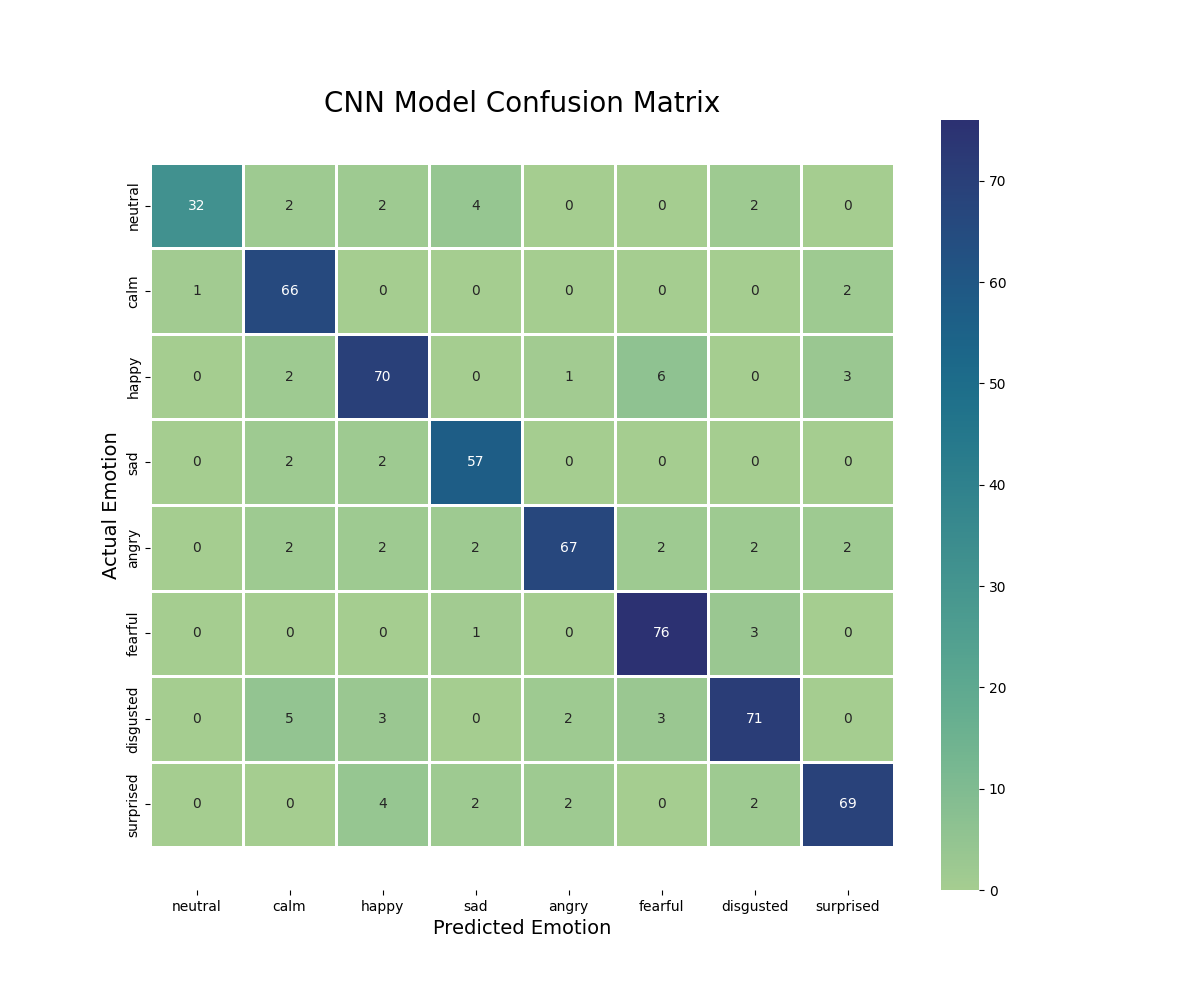 CNN Model Confusion Matrix
neutral 32 2 2 4 0 0 2 0
calm 1 66 0 0 0 0 0 2
happy 0 2 70 0 1 6 0 3
sad 0 2 2 57 0 0 0 0
angry 0 2 2 2 67 2 2 2
fearful 0 0 0 1 0 76 3 0
disgusted 0 5 3 0 2 3 71 0
surprised 0 0 4 2 2 0 2 69
Actual Emotion
neutral calm happy sad angry fearful disgusted surprised
Predicted Emotion
70
60
50
40
30
20
10
0